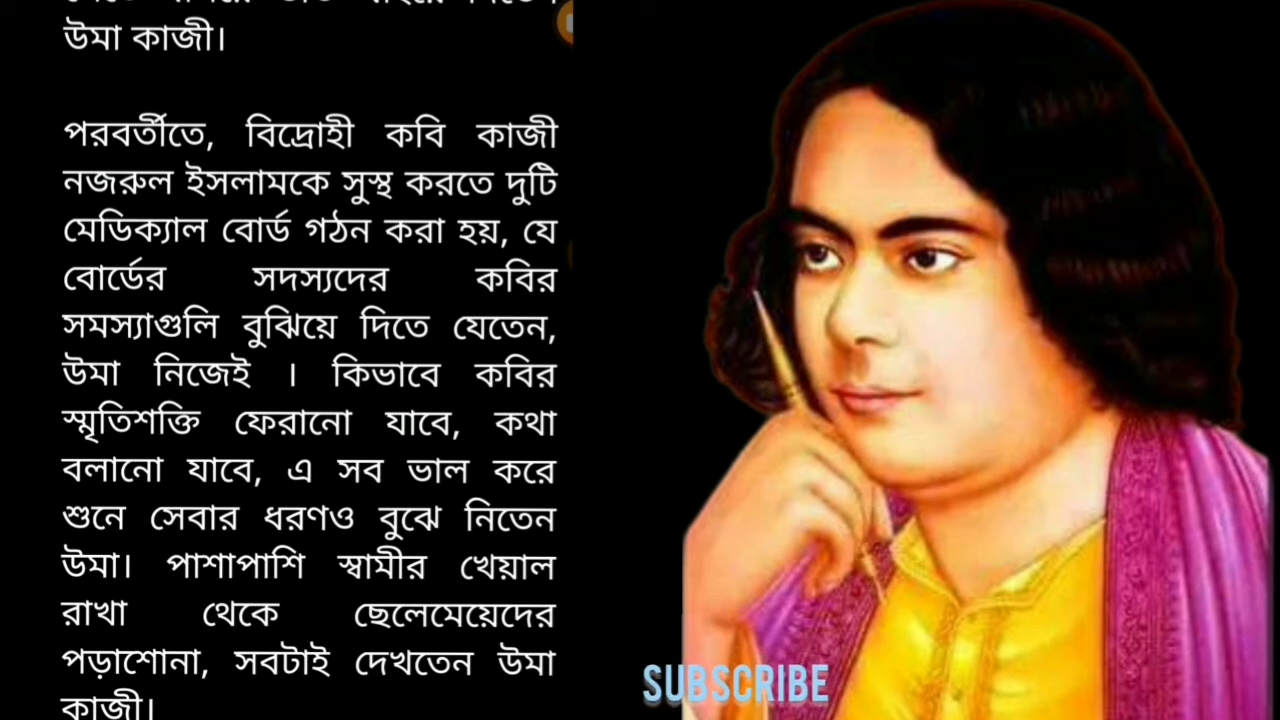 উমা কাজী।
পরবর্তীতে, বিদ্রোহী কবি কাজী
নজরুল ইসলামকে সুস্থ করতে দুটি
মেডিক্যাল বোর্ড গঠন করা হয়, যে
বোর্ডের সদস্যদের কবির
সমস্যাগুলি বুঝিয়ে দিতে যেতেন,
উমা নিজেই । কিভাবে কবির
স্মৃতিশক্তি ফেরানো যাবে, কথা
বলানো যাবে, এ সব ভাল করে
শুনে সেবার ধরণও বুঝে নিতেন
উমা। পাশাপাশি স্বামীর খেয়াল
রাখা থেকে ছেলেমেয়েদের
পড়াশোনা, সবটাই দেখতেন উমা
কাজী।
SUBSCRIBE